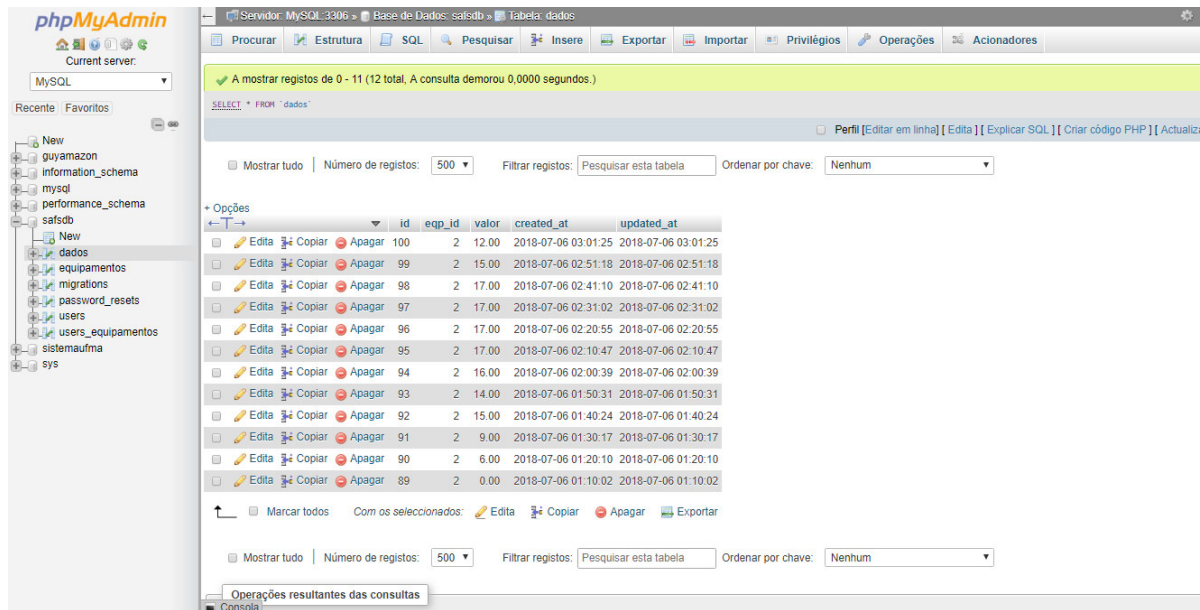 phpMyAdmin
Current server:
MySQL
Recente Favoritos
New
guyamazon
information_schema
mysql
performance_schema
safsdb
New
dados
equipamentos
migrations
password_resets
users
users_equipamentos
sistemaufma
sys
Servidor: MySQL:3306 » Base de Dados: safsdb » Tabela: dados
Procurar Estrutura SQL Pesquisar Insere Exportar Importar Privilégios Operações Acionadores
A mostrar registos de 0 - 11 (12 total, A consulta demorou 0,0000 segundos.)
SELECT * FROM `dados`
Perfil [Editar em linha] [ Edita ] [ Explicar SQL ] [ Criar código PHP ] [ Actualiza
Mostrar tudo | Número de registos: 500 Filtrar registos: Pesquisar esta tabela Ordenar por chave: Nenhum
+ Opções
←T→ id eqp_id valor created_at updated_at
Edita Copiar Apagar 100 2 12.00 2018-07-06 03:01:25 2018-07-06 03:01:25
Edita Copiar Apagar 99 2 15.00 2018-07-06 02:51:18 2018-07-06 02:51:18
Edita Copiar Apagar 98 2 17.00 2018-07-06 02:41:10 2018-07-06 02:41:10
Edita Copiar Apagar 97 2 17.00 2018-07-06 02:31:02 2018-07-06 02:31:02
Edita Copiar Apagar 96 2 17.00 2018-07-06 02:20:55 2018-07-06 02:20:55
Edita Copiar Apagar 95 2 17.00 2018-07-06 02:10:47 2018-07-06 02:10:47
Edita Copiar Apagar 94 2 16.00 2018-07-06 02:00:39 2018-07-06 02:00:39
Edita Copiar Apagar 93 2 14.00 2018-07-06 01:50:31 2018-07-06 01:50:31
Edita Copiar Apagar 92 2 15.00 2018-07-06 01:40:24 2018-07-06 01:40:24
Edita Copiar Apagar 91 2 9.00 2018-07-06 01:30:17 2018-07-06 01:30:17
Edita Copiar Apagar 90 2 6.00 2018-07-06 01:20:10 2018-07-06 01:20:10
Edita Copiar Apagar 89 2 0.00 2018-07-06 01:10:02 2018-07-06 01:10:02
Marcar todos Com os seleccionados: Edita Copiar Apagar Exportar
Mostrar tudo | Número de registos: 500 Filtrar registos: Pesquisar esta tabela Ordenar por chave: Nenhum
Operações resultantes das consultas
Consola